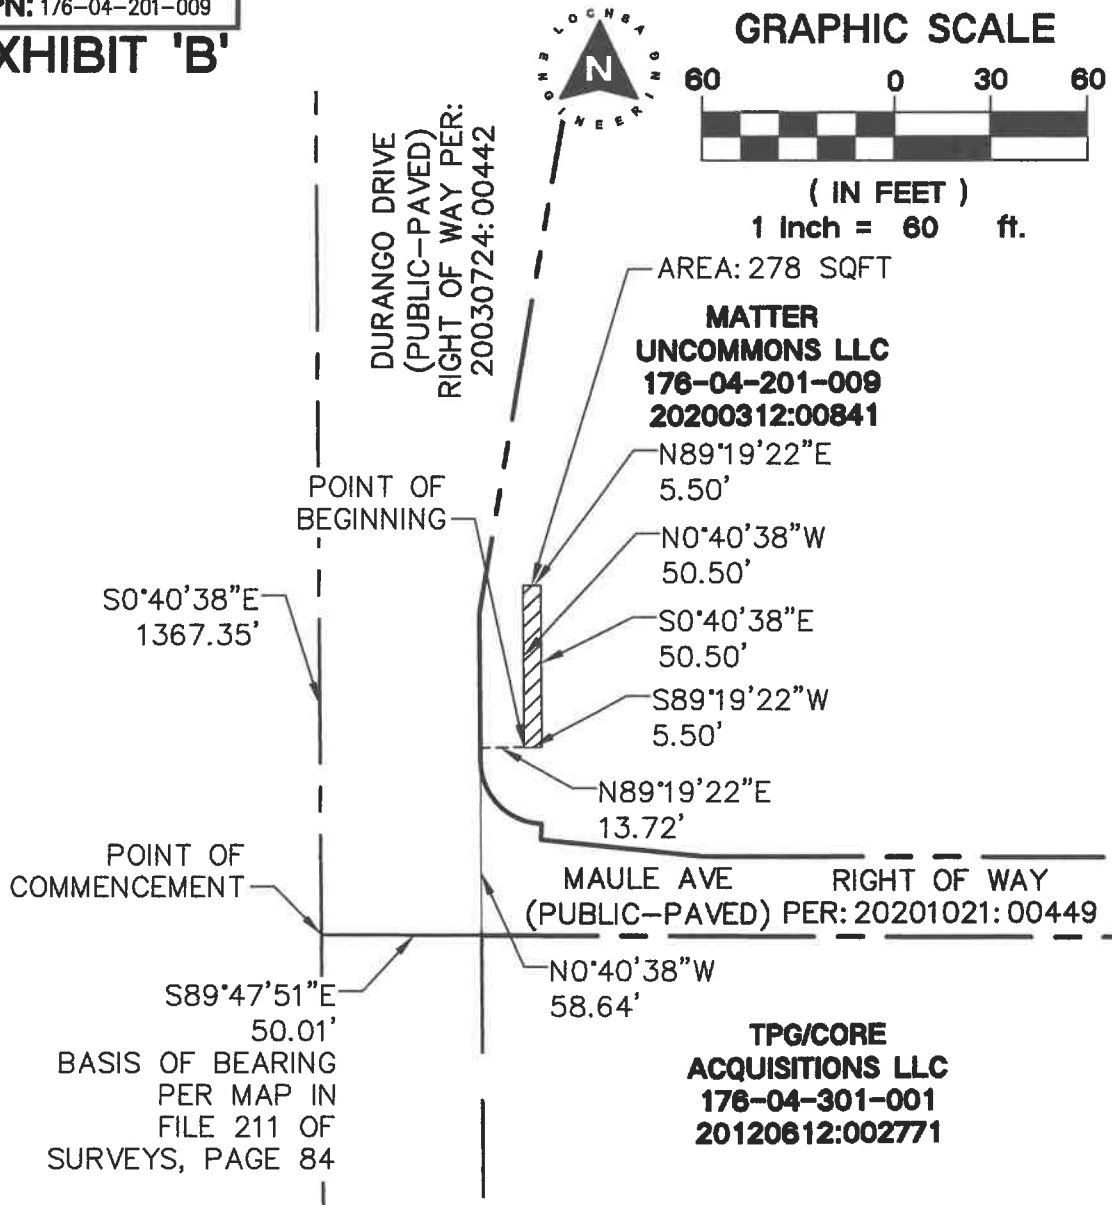 PN: 176-04-201-009
XHIBIT 'B'
LOCHSA ENGINEERING
N
GRAPHIC SCALE
60 0 30 60
( IN FEET )
1 inch = 60 ft.
DURANGO DRIVE
(PUBLIC-PAVED)
RIGHT OF WAY PER:
20030724:00442
AREA: 278 SQFT
MATTER
UNCOMMONS LLC
176-04-201-009
20200312:00841
N89°19'22"E
5.50'
POINT OF
BEGINNING
N0°40'38"W
50.50'
S0°40'38"E
1367.35'
S0°40'38"E
50.50'
S89°19'22"W
5.50'
N89°19'22"E
13.72'
POINT OF
COMMENCEMENT
MAULE AVE
(PUBLIC-PAVED)
RIGHT OF WAY
PER: 20201021:00449
N0°40'38"W
58.64'
S89°47'51"E
50.01'
BASIS OF BEARING
PER MAP IN
FILE 211 OF
SURVEYS, PAGE 84
TPG/CORE
ACQUISITIONS LLC
176-04-301-001
20120612:002771